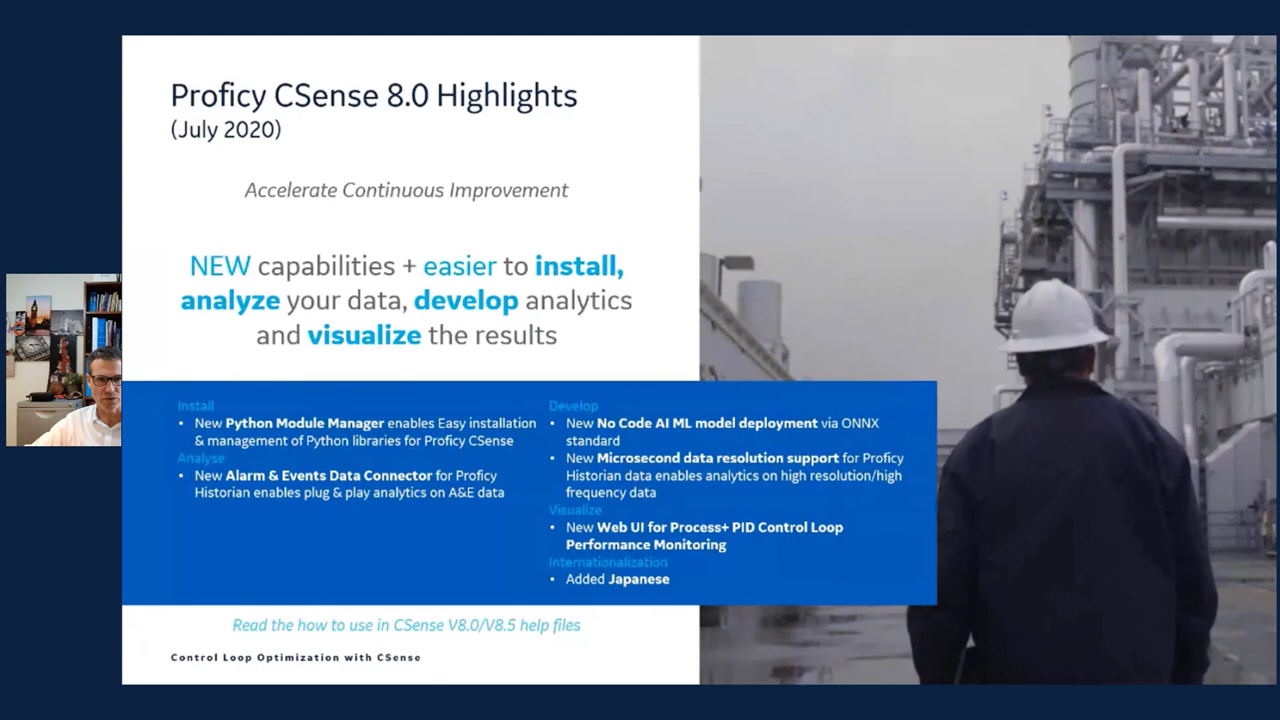 Proficy CSense 8.0 Highlights
(July 2020)
Accelerate Continuous Improvement
NEW capabilities + easier to install,
analyze your data, develop analytics
and visualize the results
Install
• New Python Module Manager enables Easy installation
& management of Python libraries for Proficy CSense
Analyse
• New Alarm & Events Data Connector for Proficy
Historian enables plug & play analytics on A&E data
Develop
• New No Code AI ML model deployment via ONNX
standard
• New Microsecond data resolution support for Proficy
Historian data enables analytics on high resolution/high
frequency data
Visualize
• New Web UI for Process+ PID Control Loop
Performance Monitoring
Internationalization
• Added Japanese
Read the how to use in CSense V8.0/V8.5 help files
Control Loop Optimization with CSense